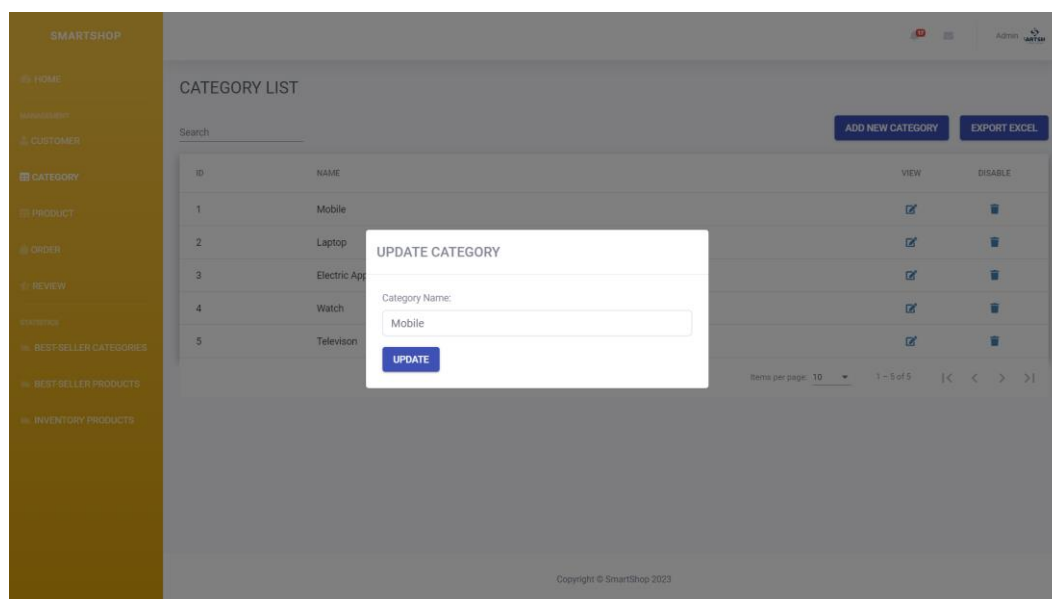 SMARTSHOP
17
Admin
HOME
MANAGEMENT
CUSTOMER
CATEGORY
PRODUCT
ORDER
REVIEW
STATISTICS
BEST-SELLER CATEGORIES
BEST-SELLER PRODUCTS
INVENTORY PRODUCTS
CATEGORY LIST
Search
ADD NEW CATEGORY
EXPORT EXCEL
ID NAME VIEW DISABLE
1 Mobile
2 Laptop
3 Electric App
4 Watch
5 Televison
UPDATE CATEGORY
Category Name:
Mobile
UPDATE
Items per page: 10 1 – 5 of 5
Copyright © SmartShop 2023